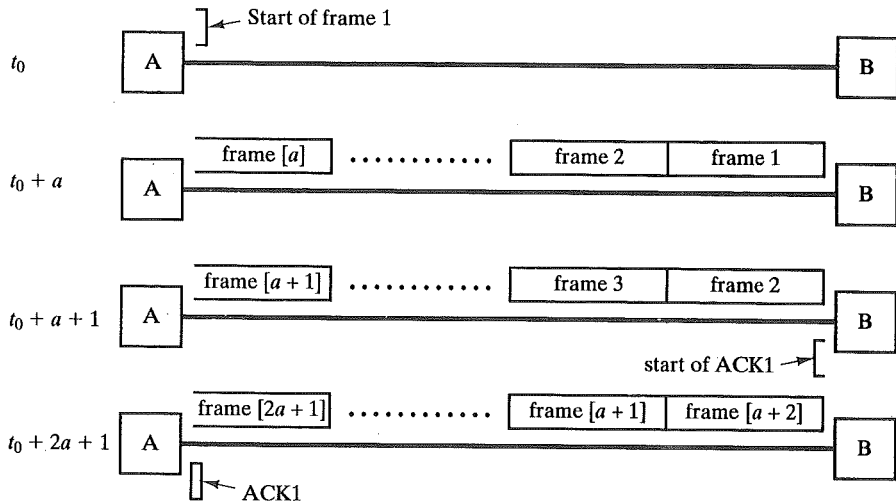 Start of frame 1
t0 A B
frame [a] . . . . . . . . . . . . frame 2 frame 1
t0 + a A B
frame [a + 1] . . . . . . . . . . . . frame 3 frame 2
t0 + a + 1 A B
start of ACK1
frame [2a + 1] . . . . . . . . . . . . frame [a + 1] frame [a + 2]
t0 + 2a + 1 A B
ACK1